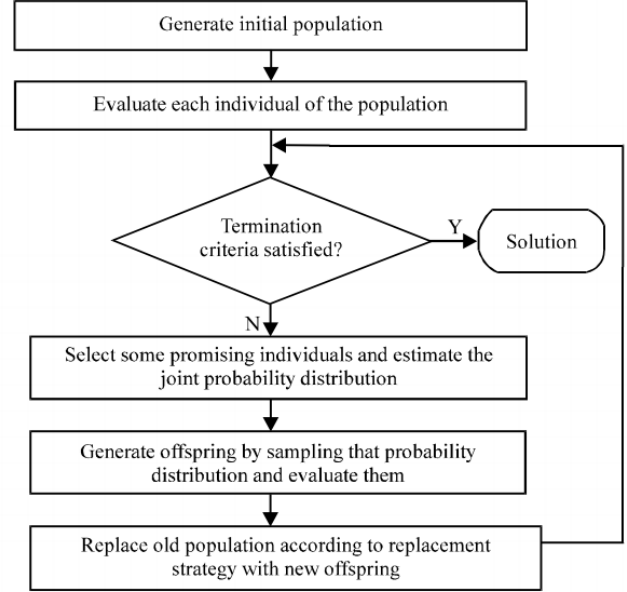 Generate initial population
Evaluate each individual of the population
Termination
criteria satisfied?
Y
Solution
N
Select some promising individuals and estimate the
joint probability distribution
Generate offspring by sampling that probability
distribution and evaluate them
Replace old population according to replacement
strategy with new offspring